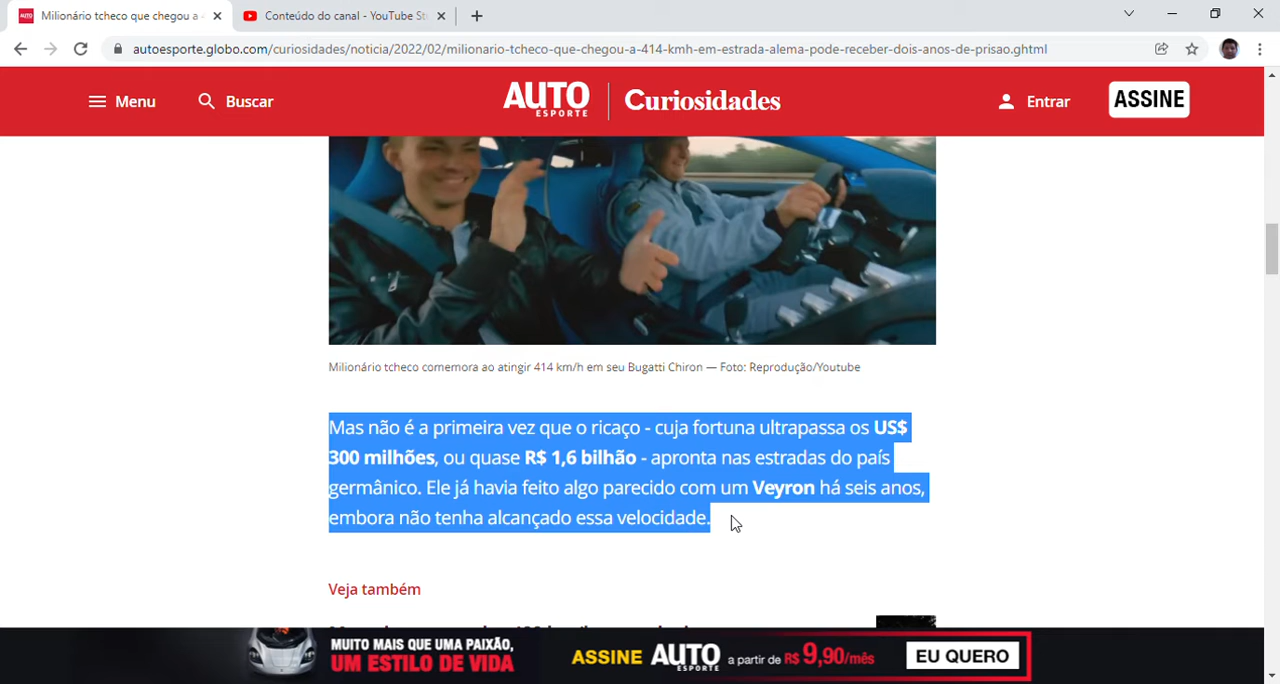 Milionário tcheco que chegou a 4
Conteúdo do canal - YouTube St
autoesporte.globo.com/curiosidades/noticia/2022/02/milionario-tcheco-que-chegou-a-414-kmh-em-estrada-alema-pode-receber-dois-anos-de-prisao.ghtml
Menu
Buscar
AUTO
ESPORTE
Curiosidades
Entrar
ASSINE
Milionário tcheco comemora ao atingir 414 km/h em seu Bugatti Chiron — Foto: Reprodução/Youtube
Mas não é a primeira vez que o ricaço - cuja fortuna ultrapassa os US$
300 milhões, ou quase R$ 1,6 bilhão - apronta nas estradas do país
germânico. Ele já havia feito algo parecido com um Veyron há seis anos,
embora não tenha alcançado essa velocidade.
Veja também
MUITO MAIS QUE UMA PAIXÃO,
UM ESTILO DE VIDA
ASSINE AUTO ESPORTE a partir de R$ 9,90/mês
EU QUERO